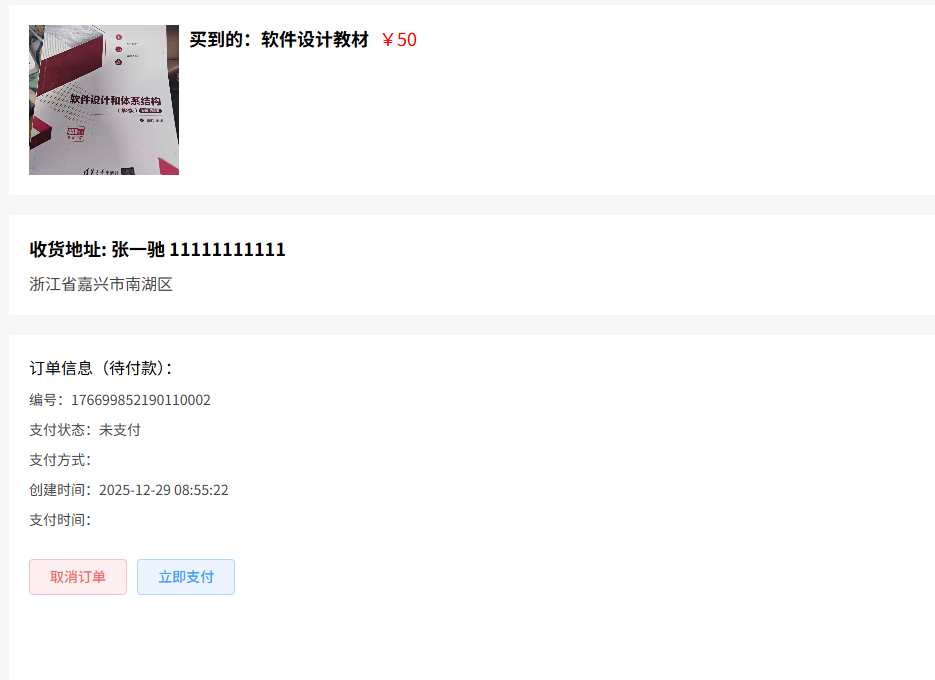 买到的：软件设计教材 ￥50
软件设计和体系结构
收货地址: 张一驰 11111111111
浙江省嘉兴市南湖区
订单信息（待付款）：
编号：176699852190110002
支付状态：未支付
支付方式：
创建时间：2025-12-29 08:55:22
支付时间：
取消订单 立即支付